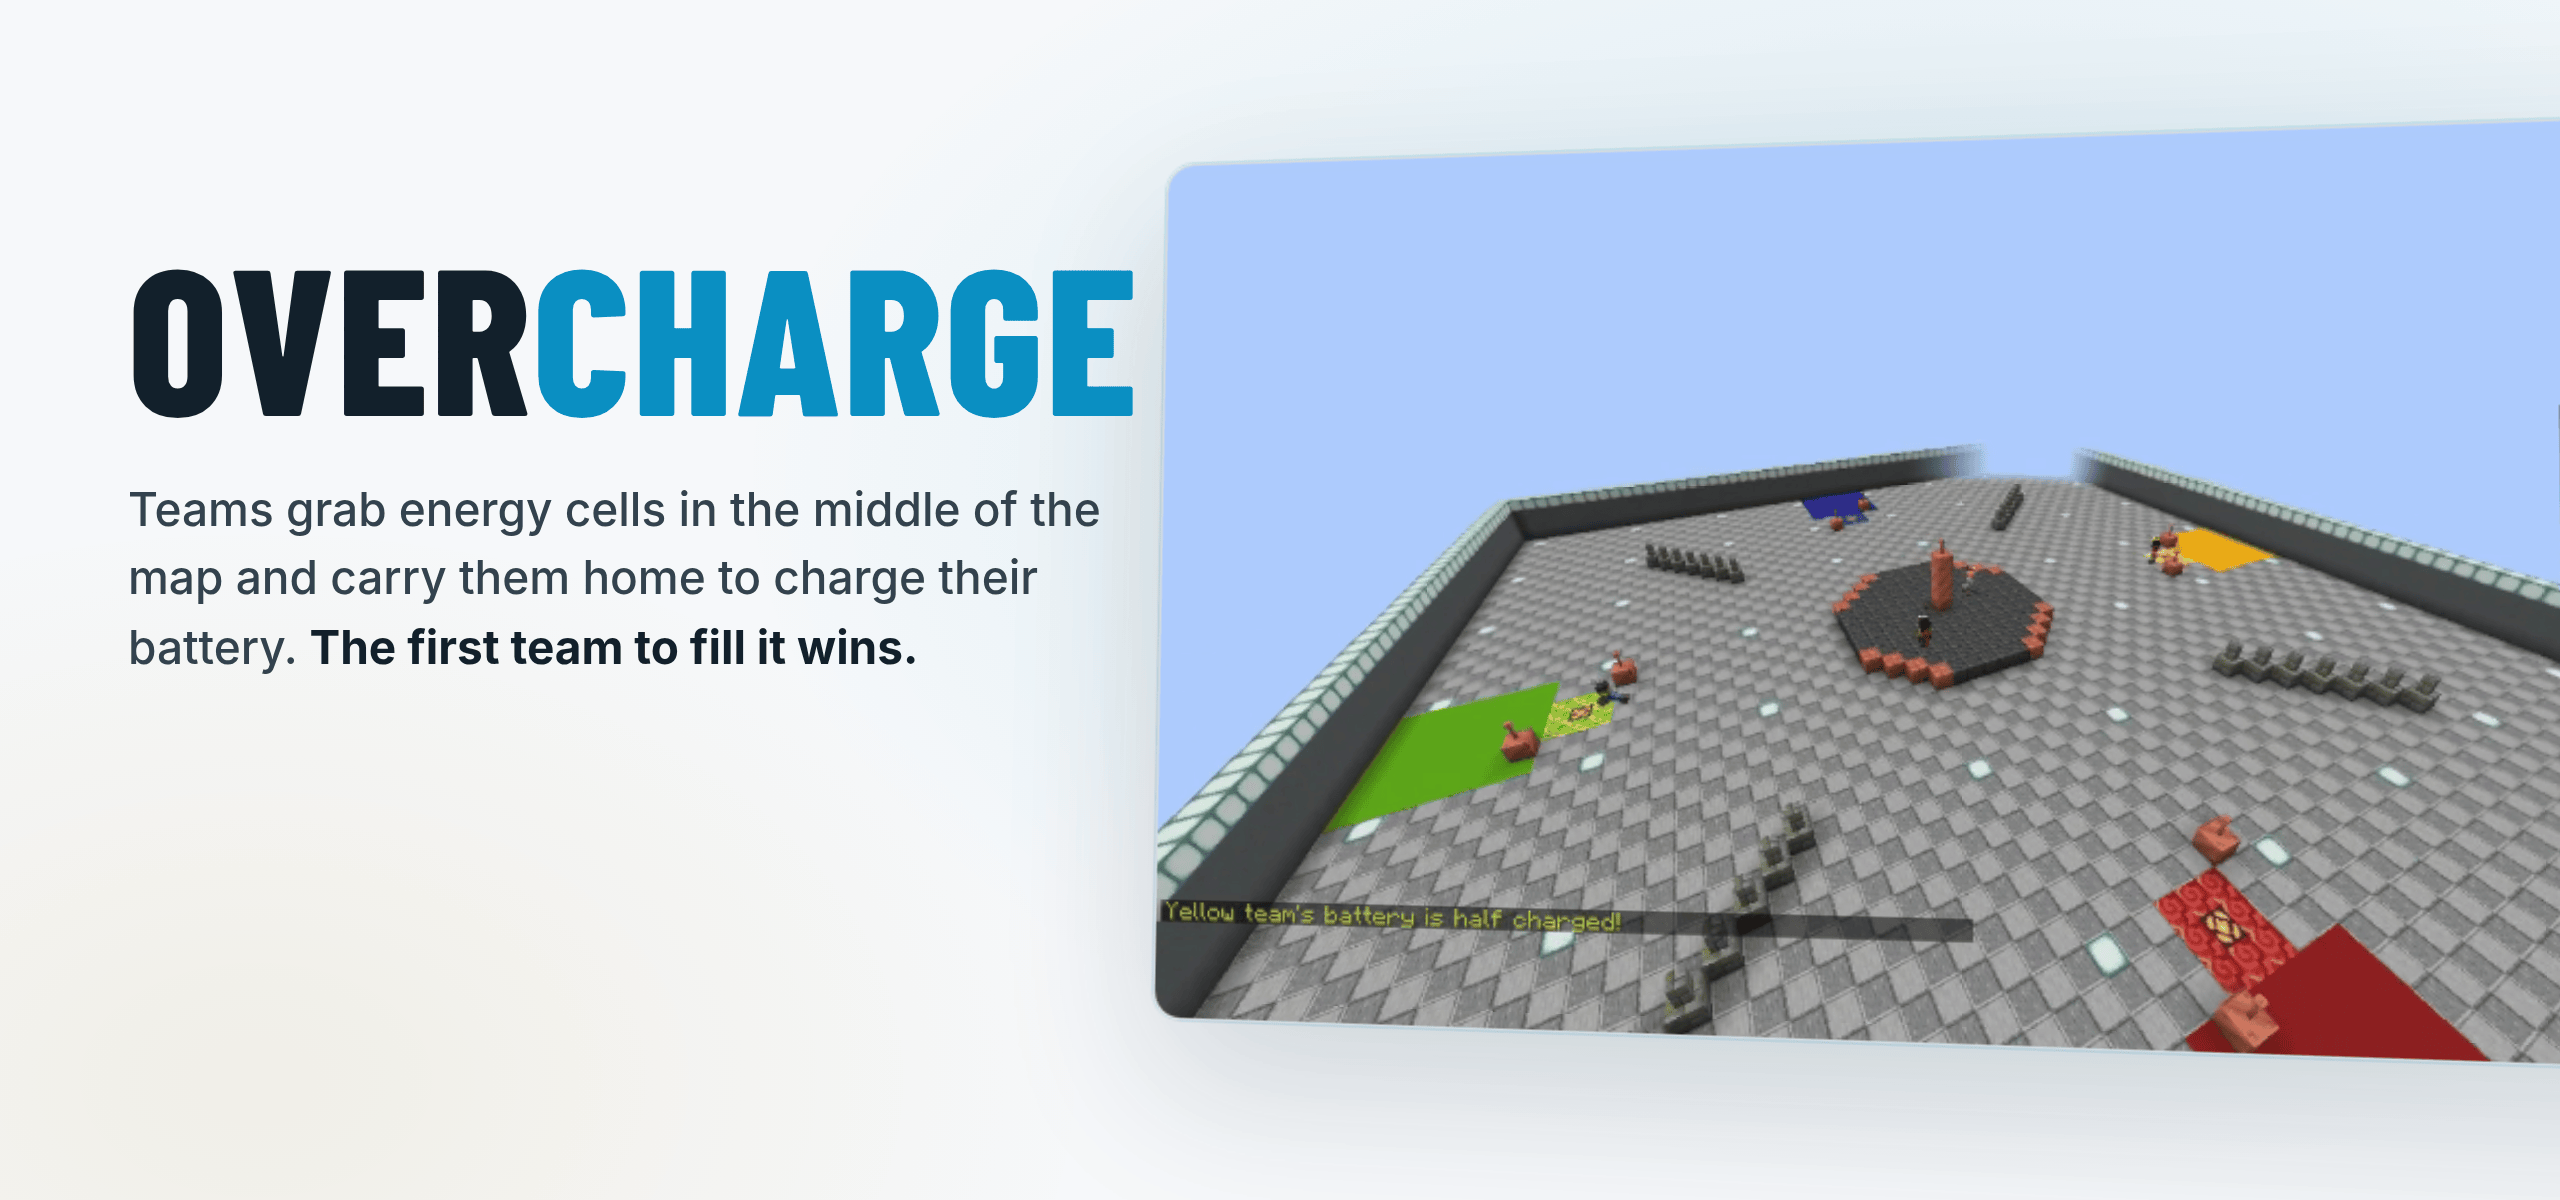 OVERCHARGE
Teams grab energy cells in the middle of the
map and carry them home to charge their
battery. The first team to fill it wins.
Yellow team's battery is half charged!